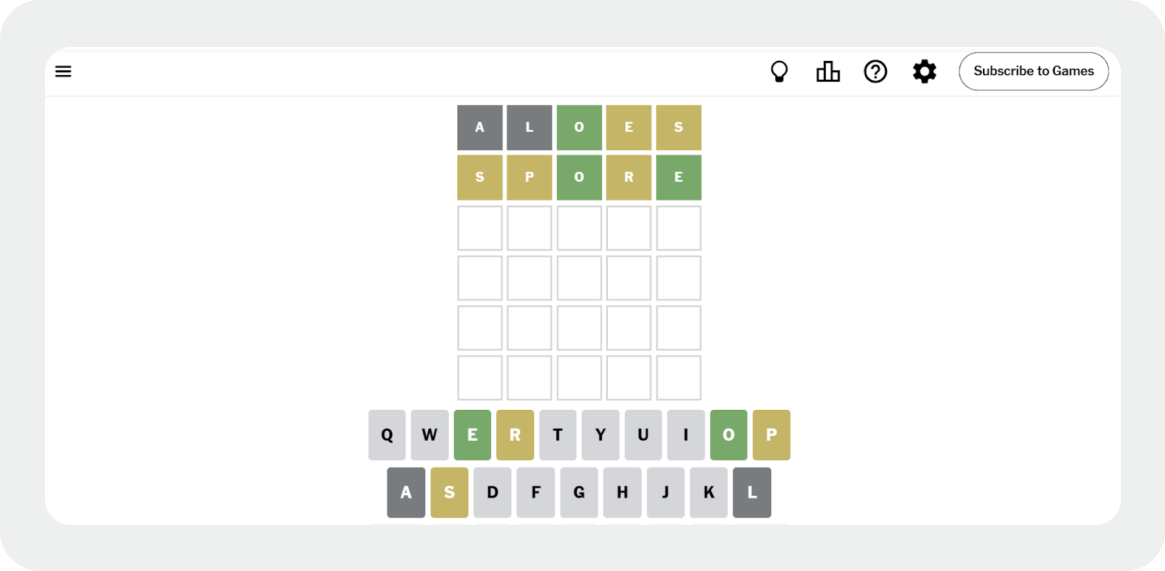 Subscribe to Games
A L O E S
S P O R E
Q W E R T Y U I O P
A S D F G H J K L